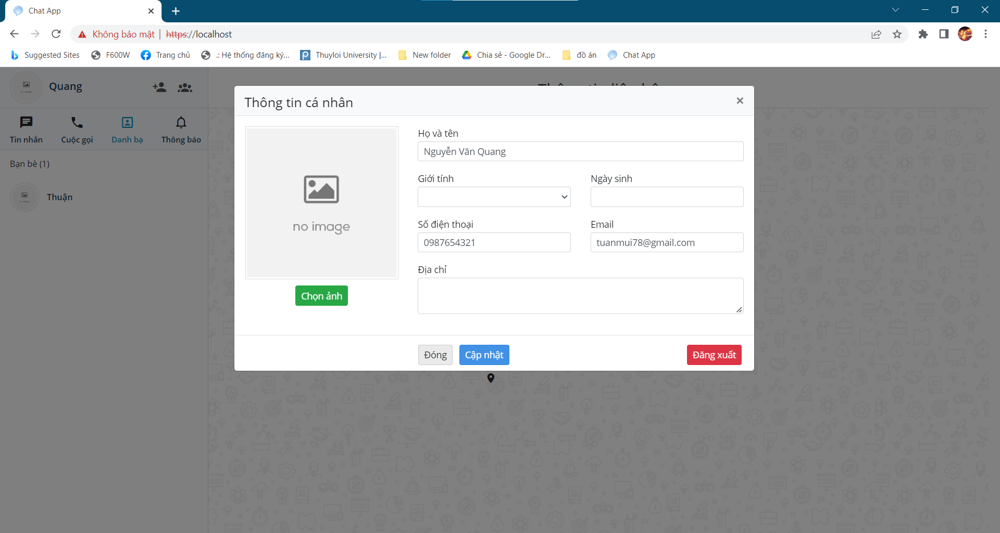 Chat App
Không bảo mật | https://localhost
Suggested Sites F600W Trang chủ .: Hệ thống đăng ký... Thuyloi University |... New folder Chia sẻ - Google Dr... đồ án Chat App
Quang
Tin nhắn Cuộc gọi Danh bạ Thông báo
Bạn bè (1)
Thuận
Thông tin cá nhân
no image
Chọn ảnh
Họ và tên
Nguyễn Văn Quang
Giới tính Ngày sinh
Số điện thoại Email
0987654321 tuanmui78@gmail.com
Địa chỉ
Đóng Cập nhật Đăng xuất